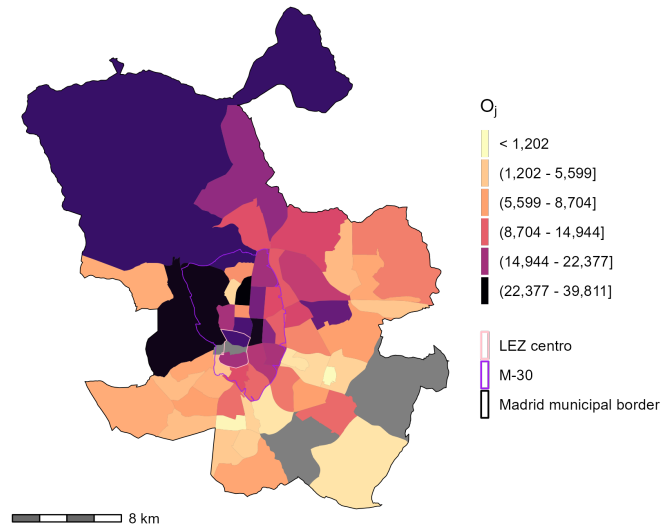 Oj
< 1,202
(1,202 - 5,599]
(5,599 - 8,704]
(8,704 - 14,944]
(14,944 - 22,377]
(22,377 - 39,811]
LEZ centro
M-30
Madrid municipal border
8 km